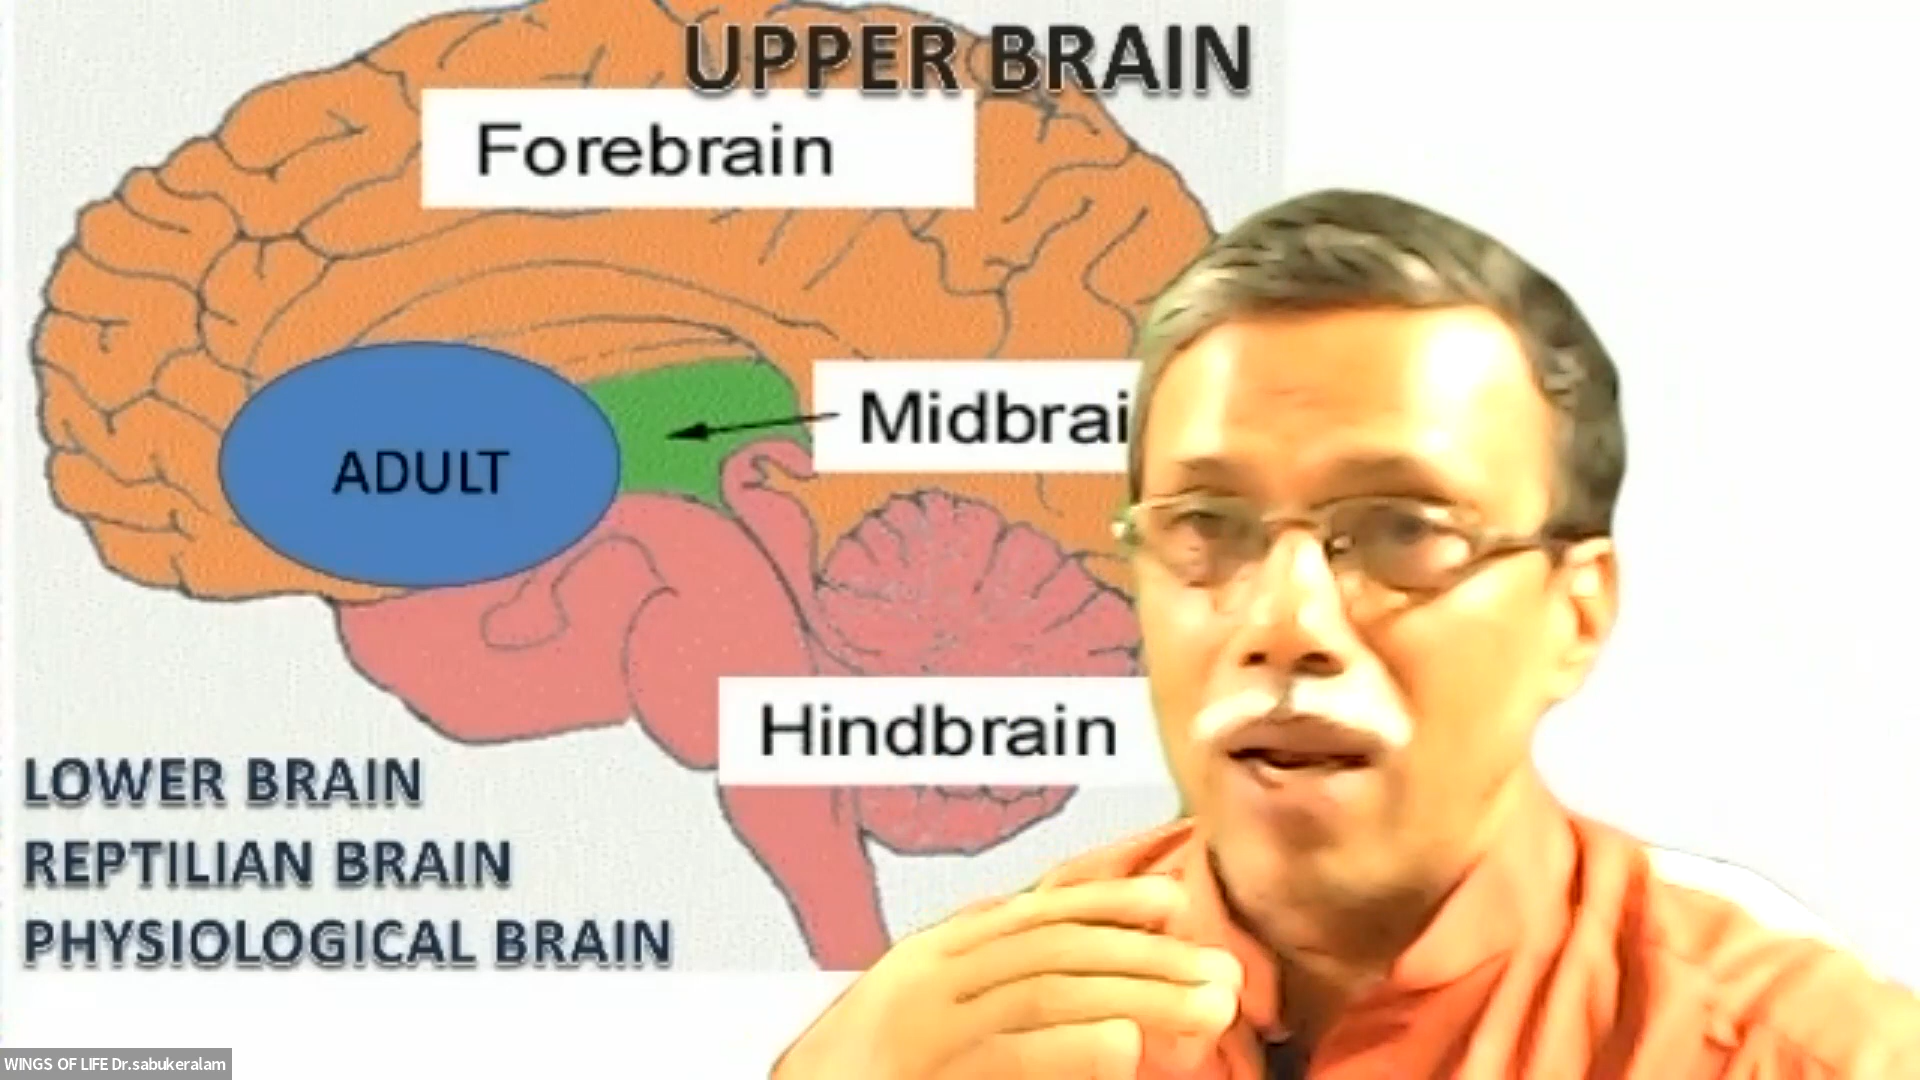 UPPER BRAIN
Forebrain
Midbrai
ADULT
Hindbrain
LOWER BRAIN
REPTILIAN BRAIN
PHYSIOLOGICAL BRAIN
WINGS OF LIFE Dr.sabukeralam